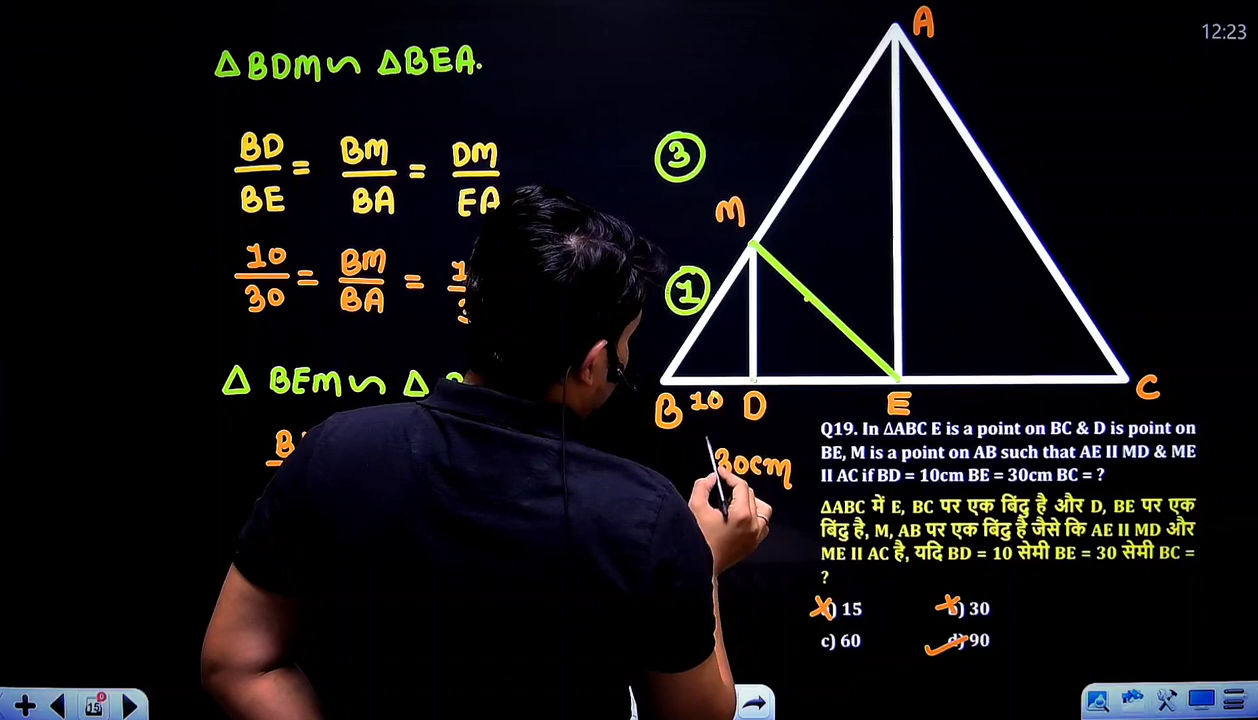 12:23
A
Δ BDM ∼ Δ BEA.
BD/BE = BM/BA = DM/EA
3
M
10/30 = BM/BA =
1
Δ BEM ∼ Δ
B 10 D E C
30cm
Q19. In ΔABC E is a point on BC & D is point on
BE, M is a point on AB such that AE II MD & ME
II AC if BD = 10cm BE = 30cm BC = ?
ΔABC में E, BC पर एक बिंदु है और D, BE पर एक
बिंदु है, M, AB पर एक बिंदु है जैसे कि AE II MD और
ME II AC है, यदि BD = 10 सेमी BE = 30 सेमी BC =
?
15 b) 30
c) 60 d) 90
15